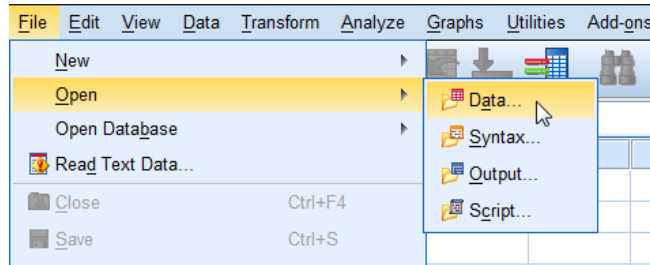 File Edit View Data Transform Analyze Graphs Utilities Add-ons
New
Open
Open Database
Read Text Data...
Close Ctrl+F4
Save Ctrl+S
Data...
Syntax...
Output...
Script...